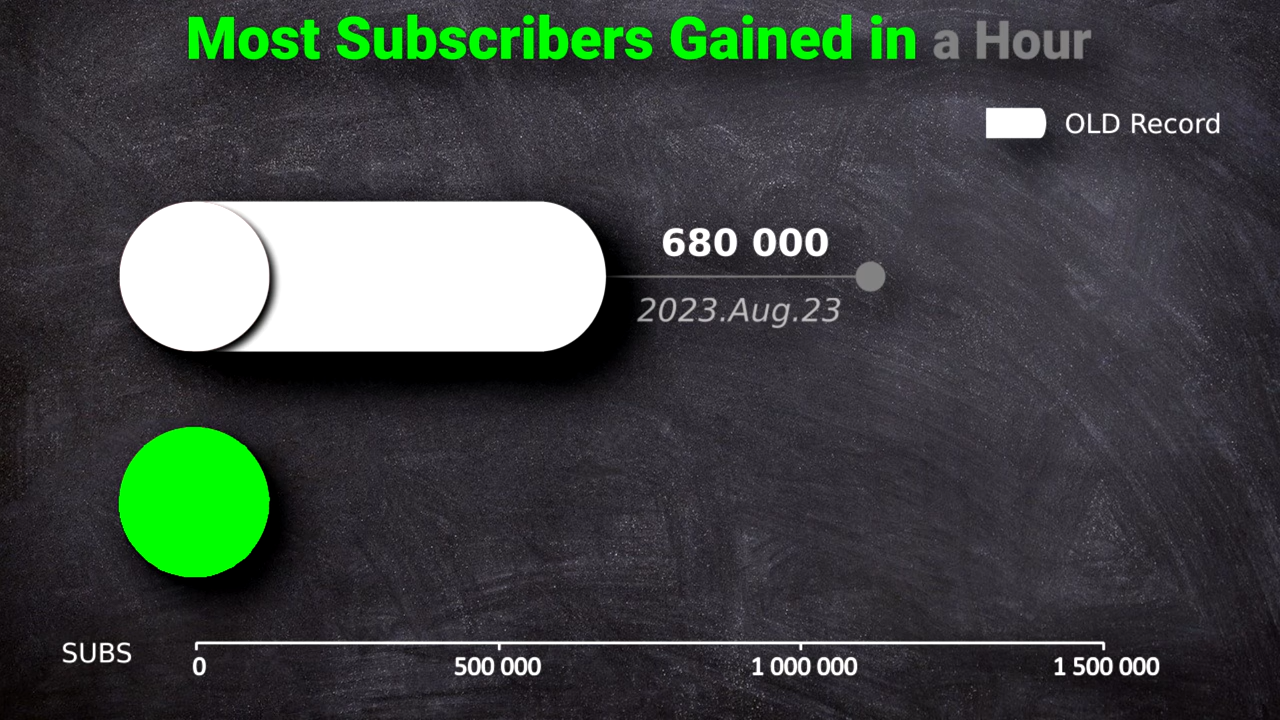 Most Subscribers Gained in a Hour
OLD Record
680 000
2023.Aug.23
SUBS
0 500 000 1 000 000 1 500 000